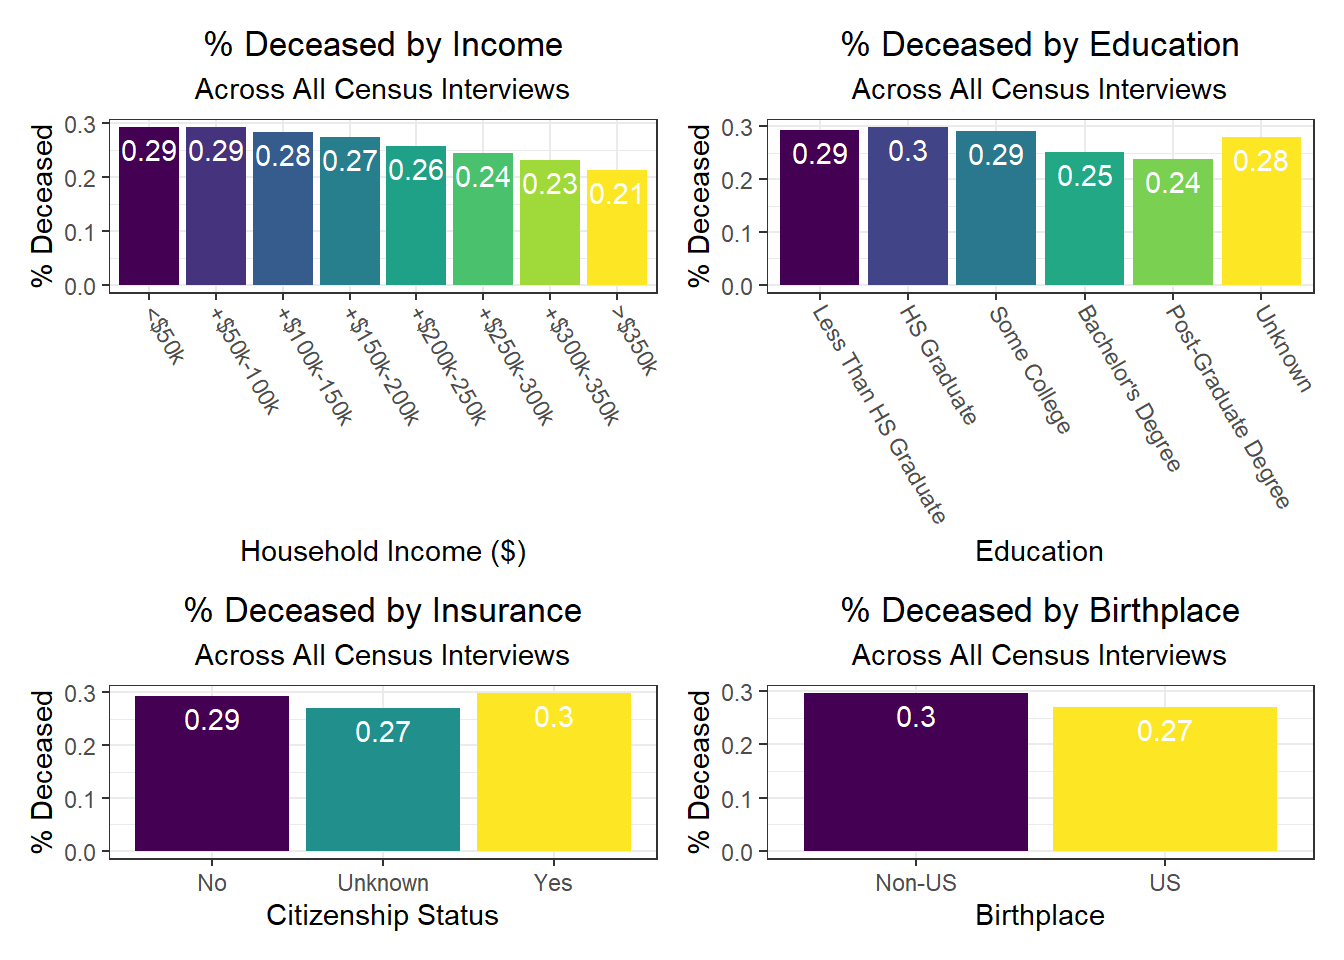 % Deceased by Income
Across All Census Interviews
% Deceased
0.3
0.2
0.1
0.0
0.29
0.29
0.28
0.27
0.26
0.24
0.23
0.21
<$50k
+$50k-100k
+$100k-150k
+$150k-200k
+$200k-250k
+$250k-300k
+$300k-350k
>$350k
Household Income ($)
% Deceased by Education
Across All Census Interviews
% Deceased
0.3
0.2
0.1
0.0
0.29
0.3
0.29
0.25
0.24
0.28
Less Than HS Graduate
HS Graduate
Some College
Bachelor's Degree
Post-Graduate Degree
Unknown
Education
% Deceased by Insurance
Across All Census Interviews
% Deceased
0.3
0.2
0.1
0.0
0.29
0.27
0.3
No
Unknown
Yes
Citizenship Status
% Deceased by Birthplace
Across All Census Interviews
% Deceased
0.3
0.2
0.1
0.0
0.3
0.27
Non-US
US
Birthplace